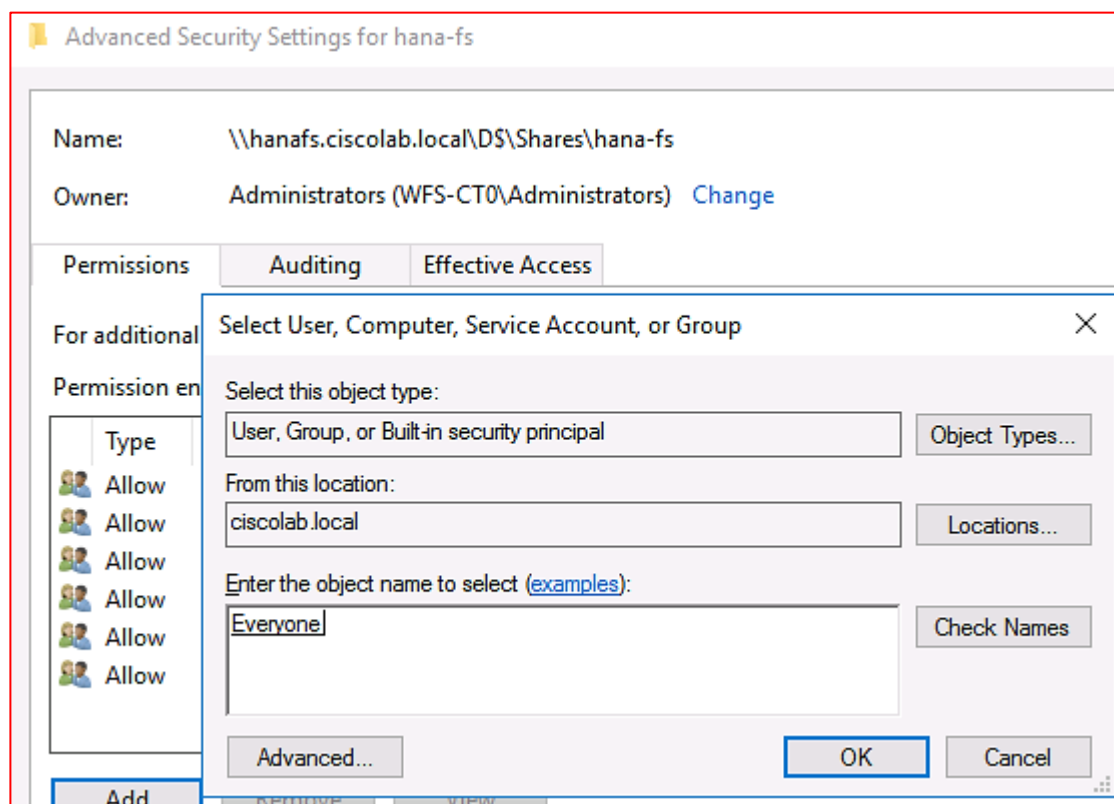 Advanced Security Settings for hana-fs
Name: \\hanafs.ciscolab.local\D$\Shares\hana-fs
Owner: Administrators (WFS-CT0\Administrators) Change
Permissions Auditing Effective Access
For additional
Permission en
Type
Allow
Allow
Allow
Allow
Allow
Allow
Select User, Computer, Service Account, or Group
Select this object type:
User, Group, or Built-in security principal
Object Types...
From this location:
ciscolab.local
Locations...
Enter the object name to select (examples):
Everyone
Check Names
Advanced...
OK
Cancel
Add
Remove
View